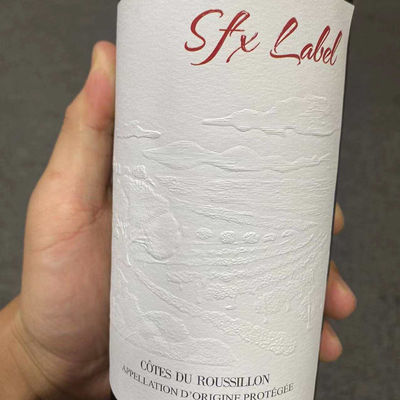 Sfx Label
CÔTES DU ROUSSILLON
APPELLATION D'ORIGINE PROTÉGÉE